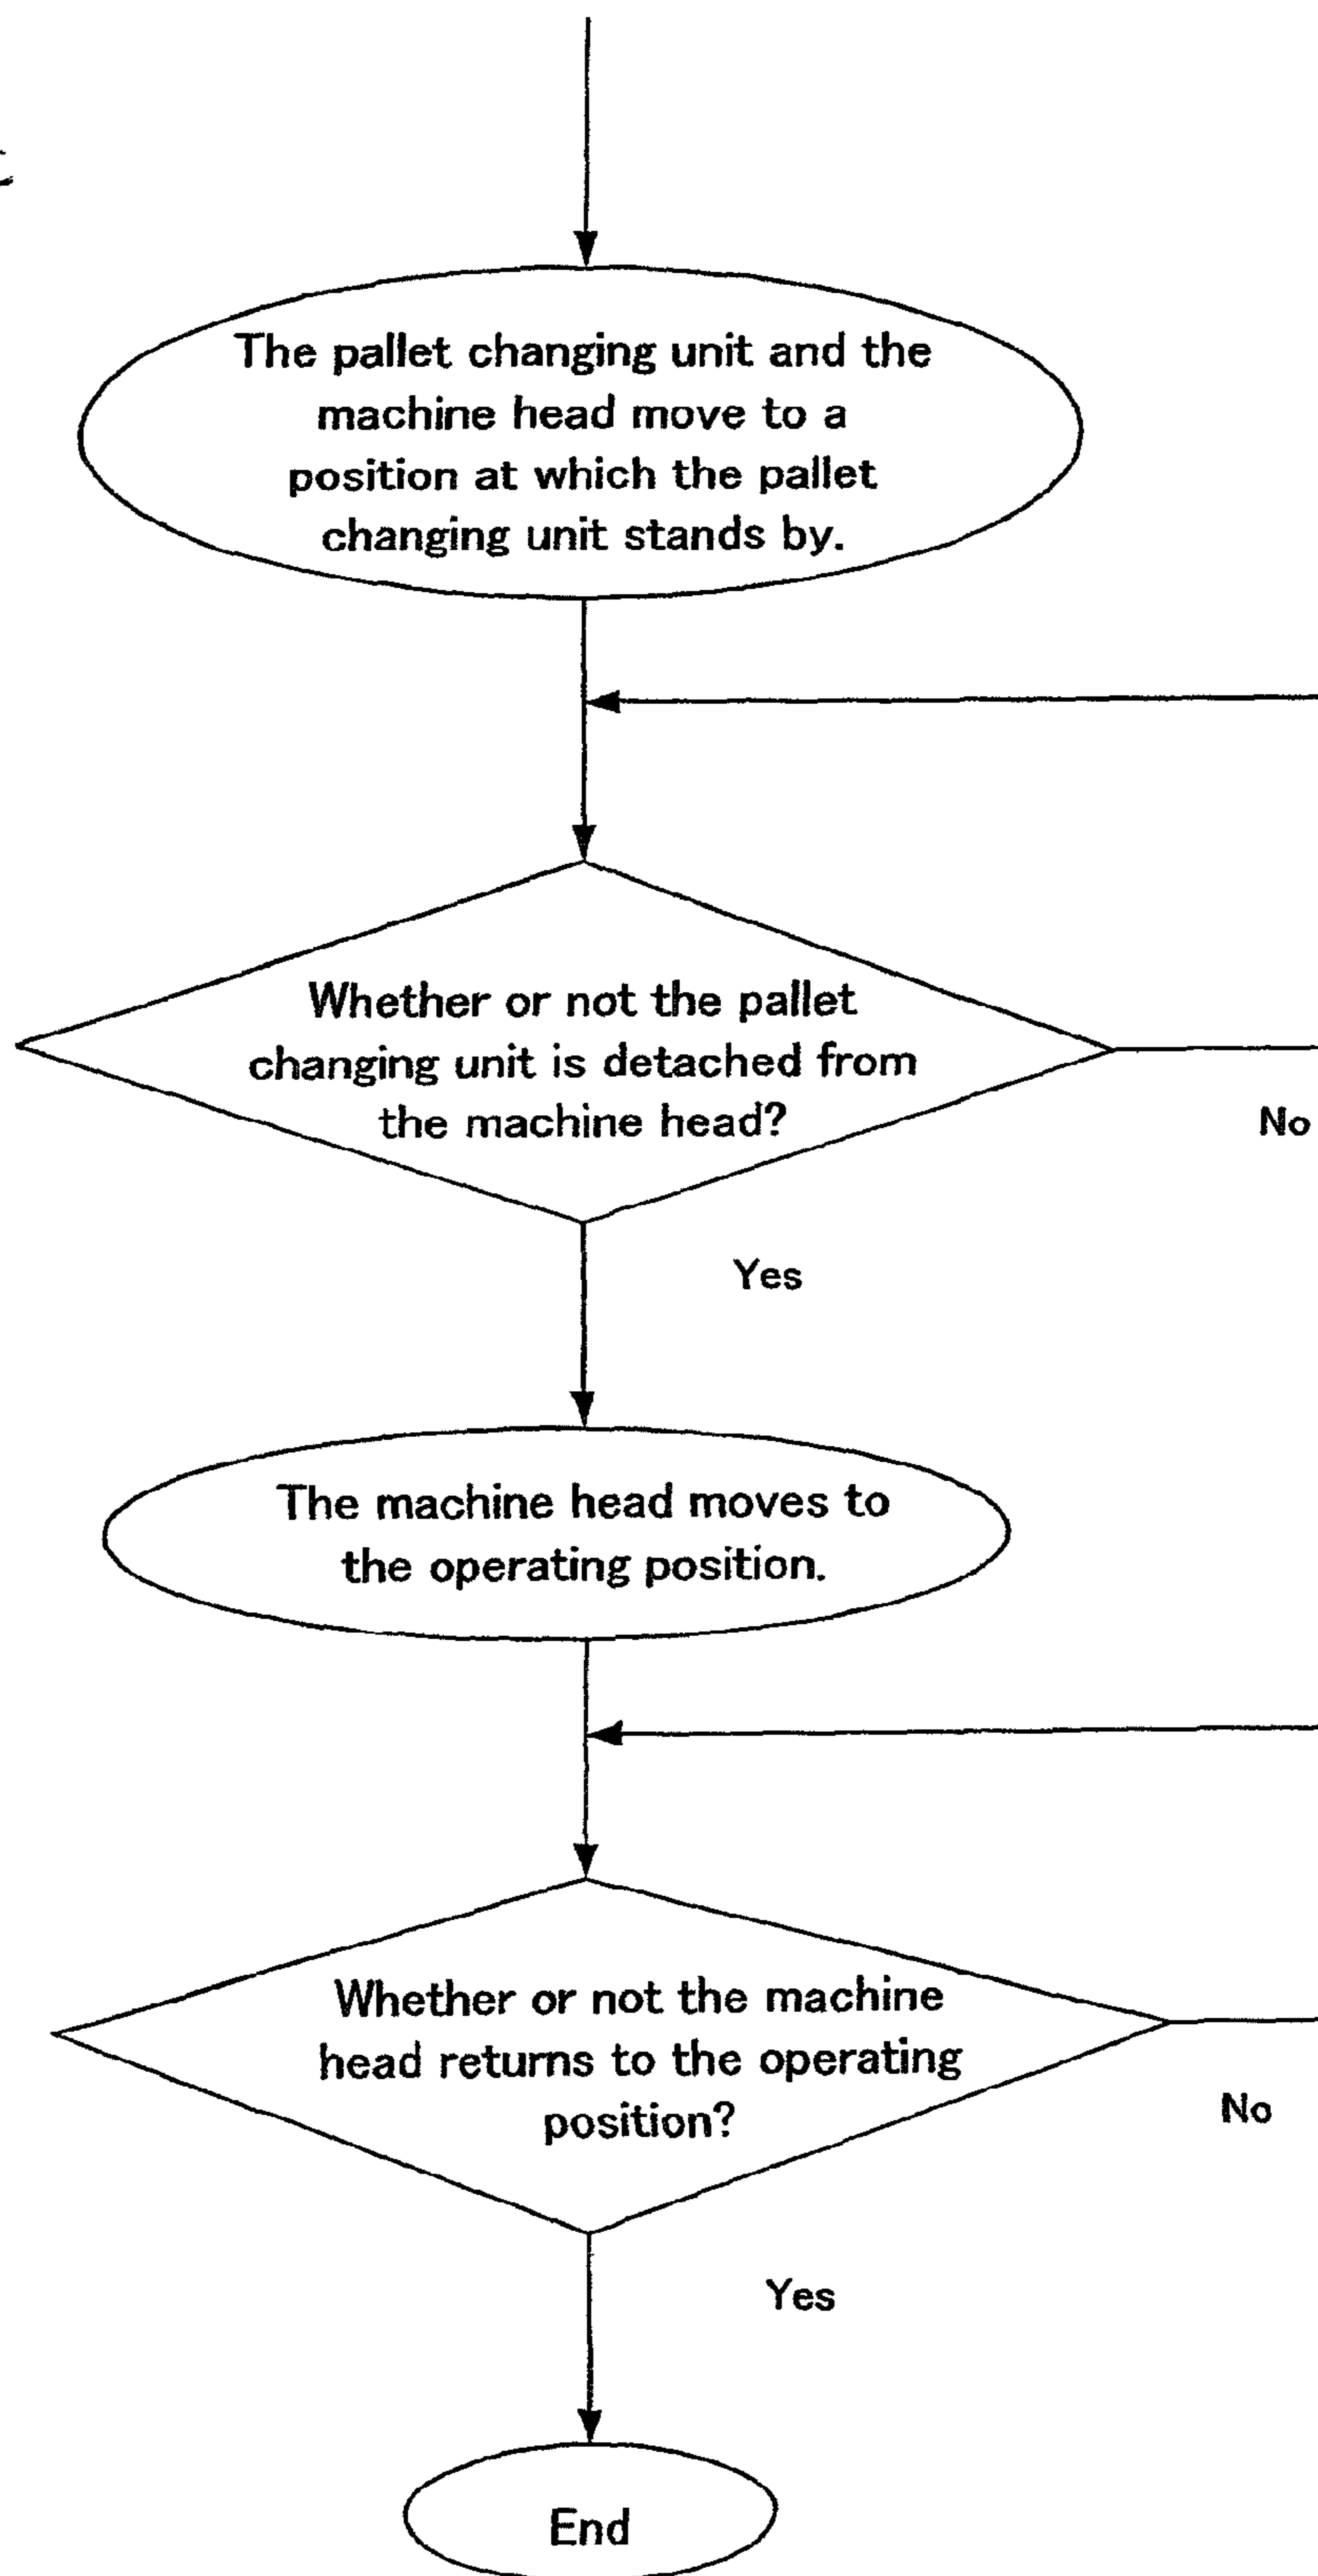 The pallet changing unit and the
machine head move to a
position at which the pallet
changing unit stands by.
Whether or not the pallet
changing unit is detached from
the machine head?
No
Yes
The machine head moves to
the operating position.
Whether or not the machine
head returns to the operating
position?
No
Yes
End